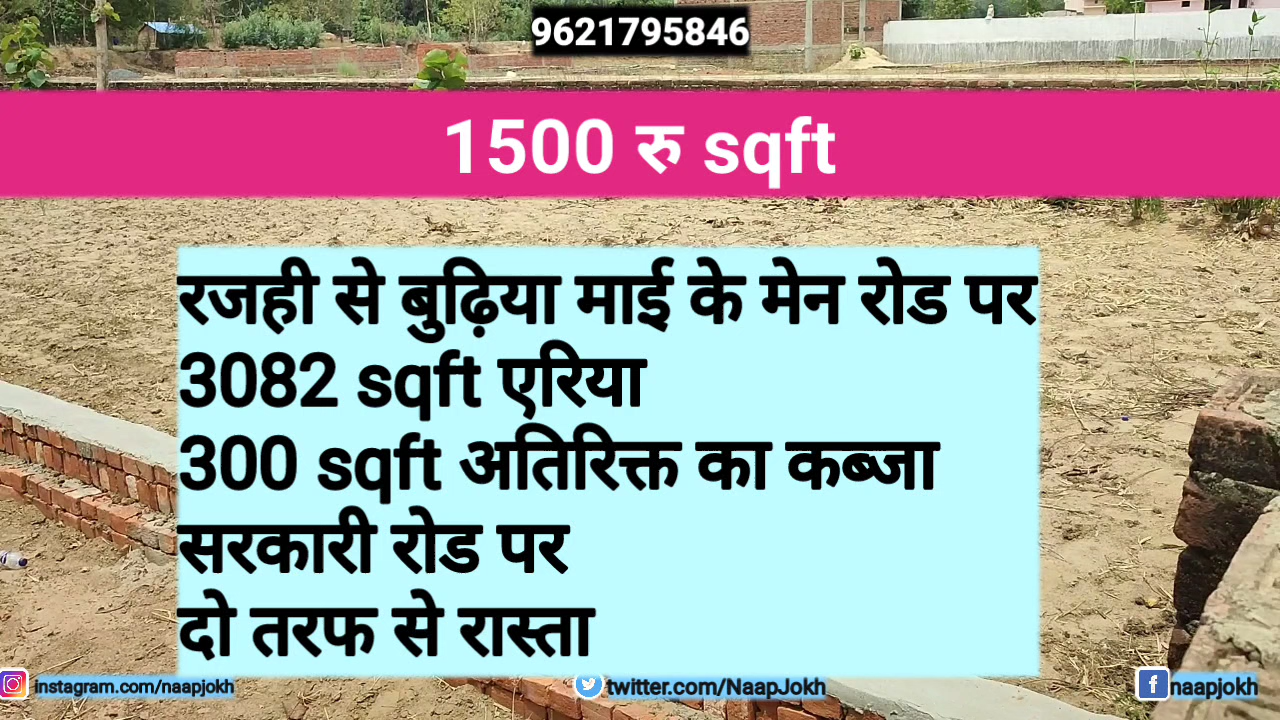 9621795846
1500 रु sqft
रजही से बुढ़िया माई के मेन रोड पर
3082 sqft एरिया
300 sqft अतिरिक्त का कब्जा
सरकारी रोड पर
दो तरफ से रास्ता
instagram.com/naapjokh
twitter.com/NaapJokh
naapjokh